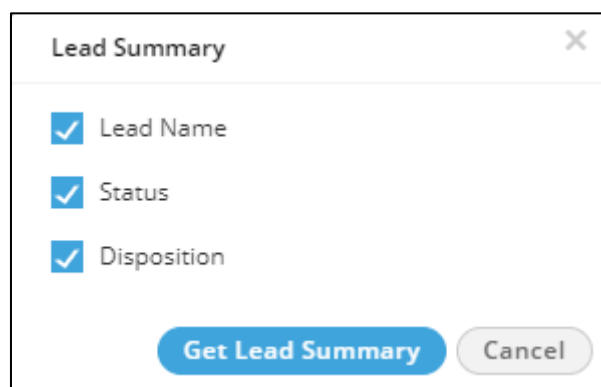 Lead Summary
Lead Name
Status
Disposition
Get Lead Summary Cancel